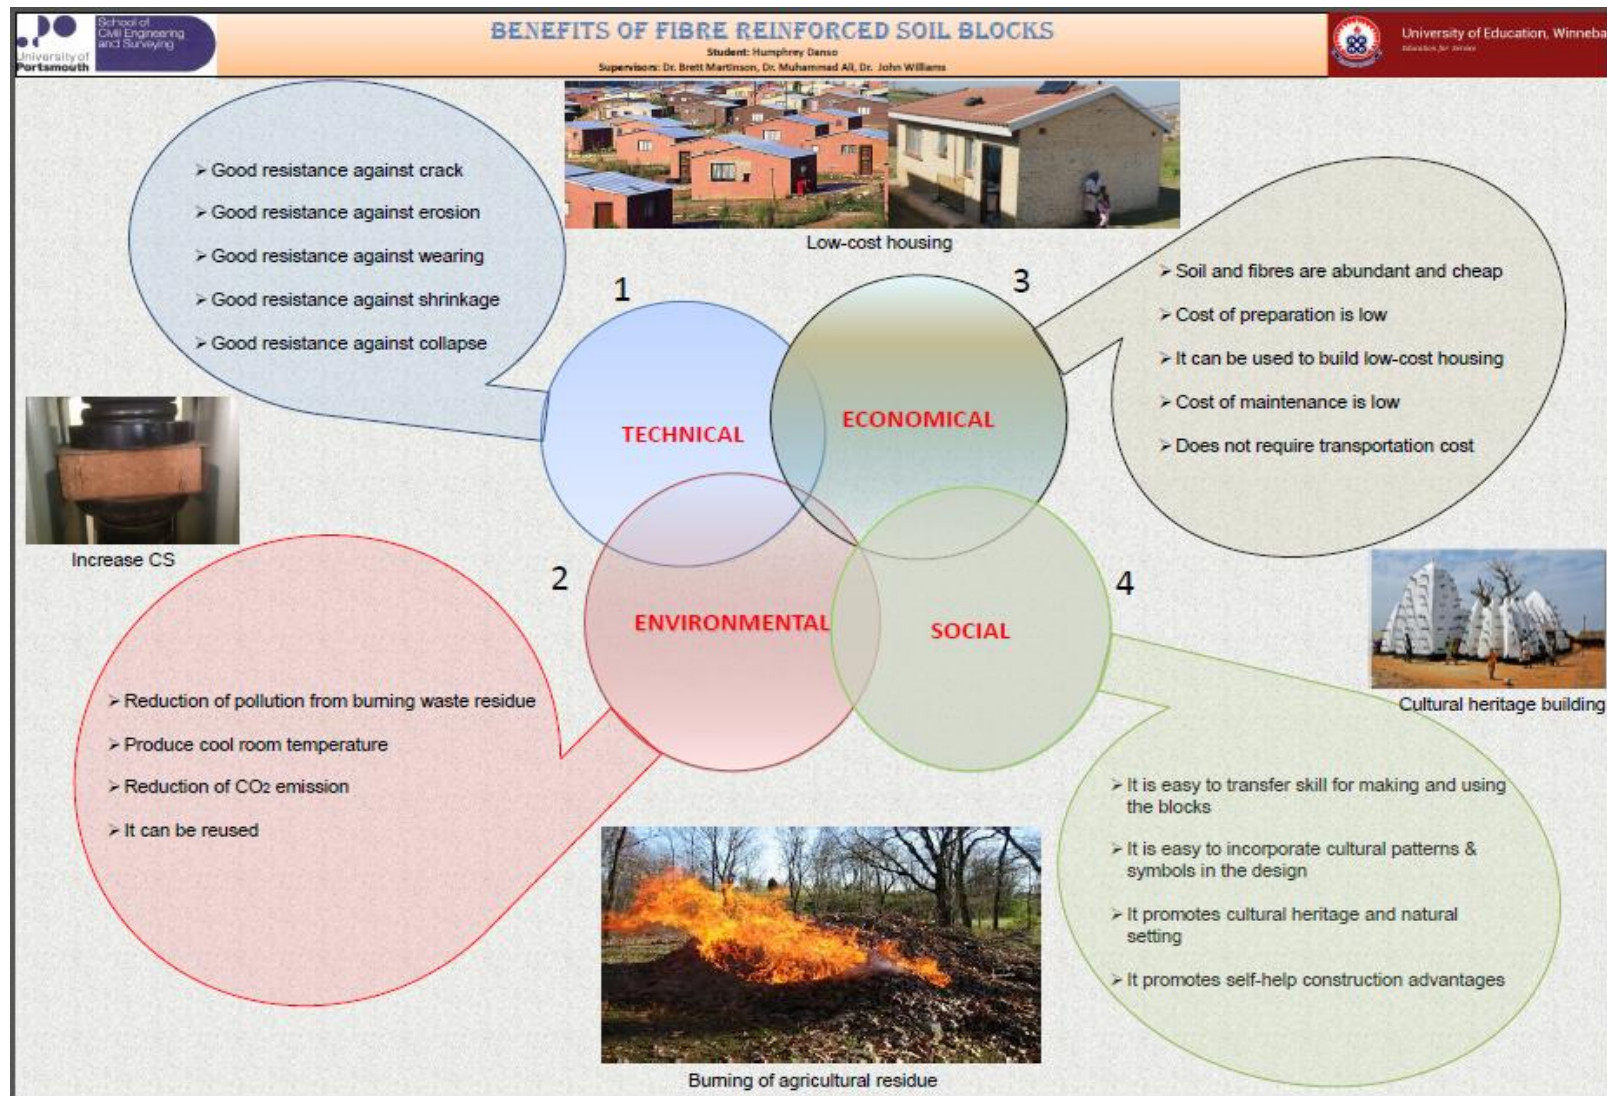 University of
Portsmouth
School of
Civil Engineering
and Surveying
BENEFITS OF FIBRE REINFORCED SOIL BLOCKS
Student: Humphrey Danso
Supervisors: Dr. Brett Martinson, Dr. Muhammad Ali, Dr. John Williams
University of Education, Winneba
Education for Service
➢ Good resistance against crack
➢ Good resistance against erosion
➢ Good resistance against wearing
➢ Good resistance against shrinkage
➢ Good resistance against collapse
Low-cost housing
1
3
➢ Soil and fibres are abundant and cheap
➢ Cost of preparation is low
➢ It can be used to build low-cost housing
➢ Cost of maintenance is low
➢ Does not require transportation cost
TECHNICAL
ECONOMICAL
Increase CS
2
4
ENVIRONMENTAL
SOCIAL
Cultural heritage building
➢ Reduction of pollution from burning waste residue
➢ Produce cool room temperature
➢ Reduction of CO2 emission
➢ It can be reused
➢ It is easy to transfer skill for making and using
the blocks
➢ It is easy to incorporate cultural patterns &
symbols in the design
➢ It promotes cultural heritage and natural
setting
➢ It promotes self-help construction advantages
Burning of agricultural residue